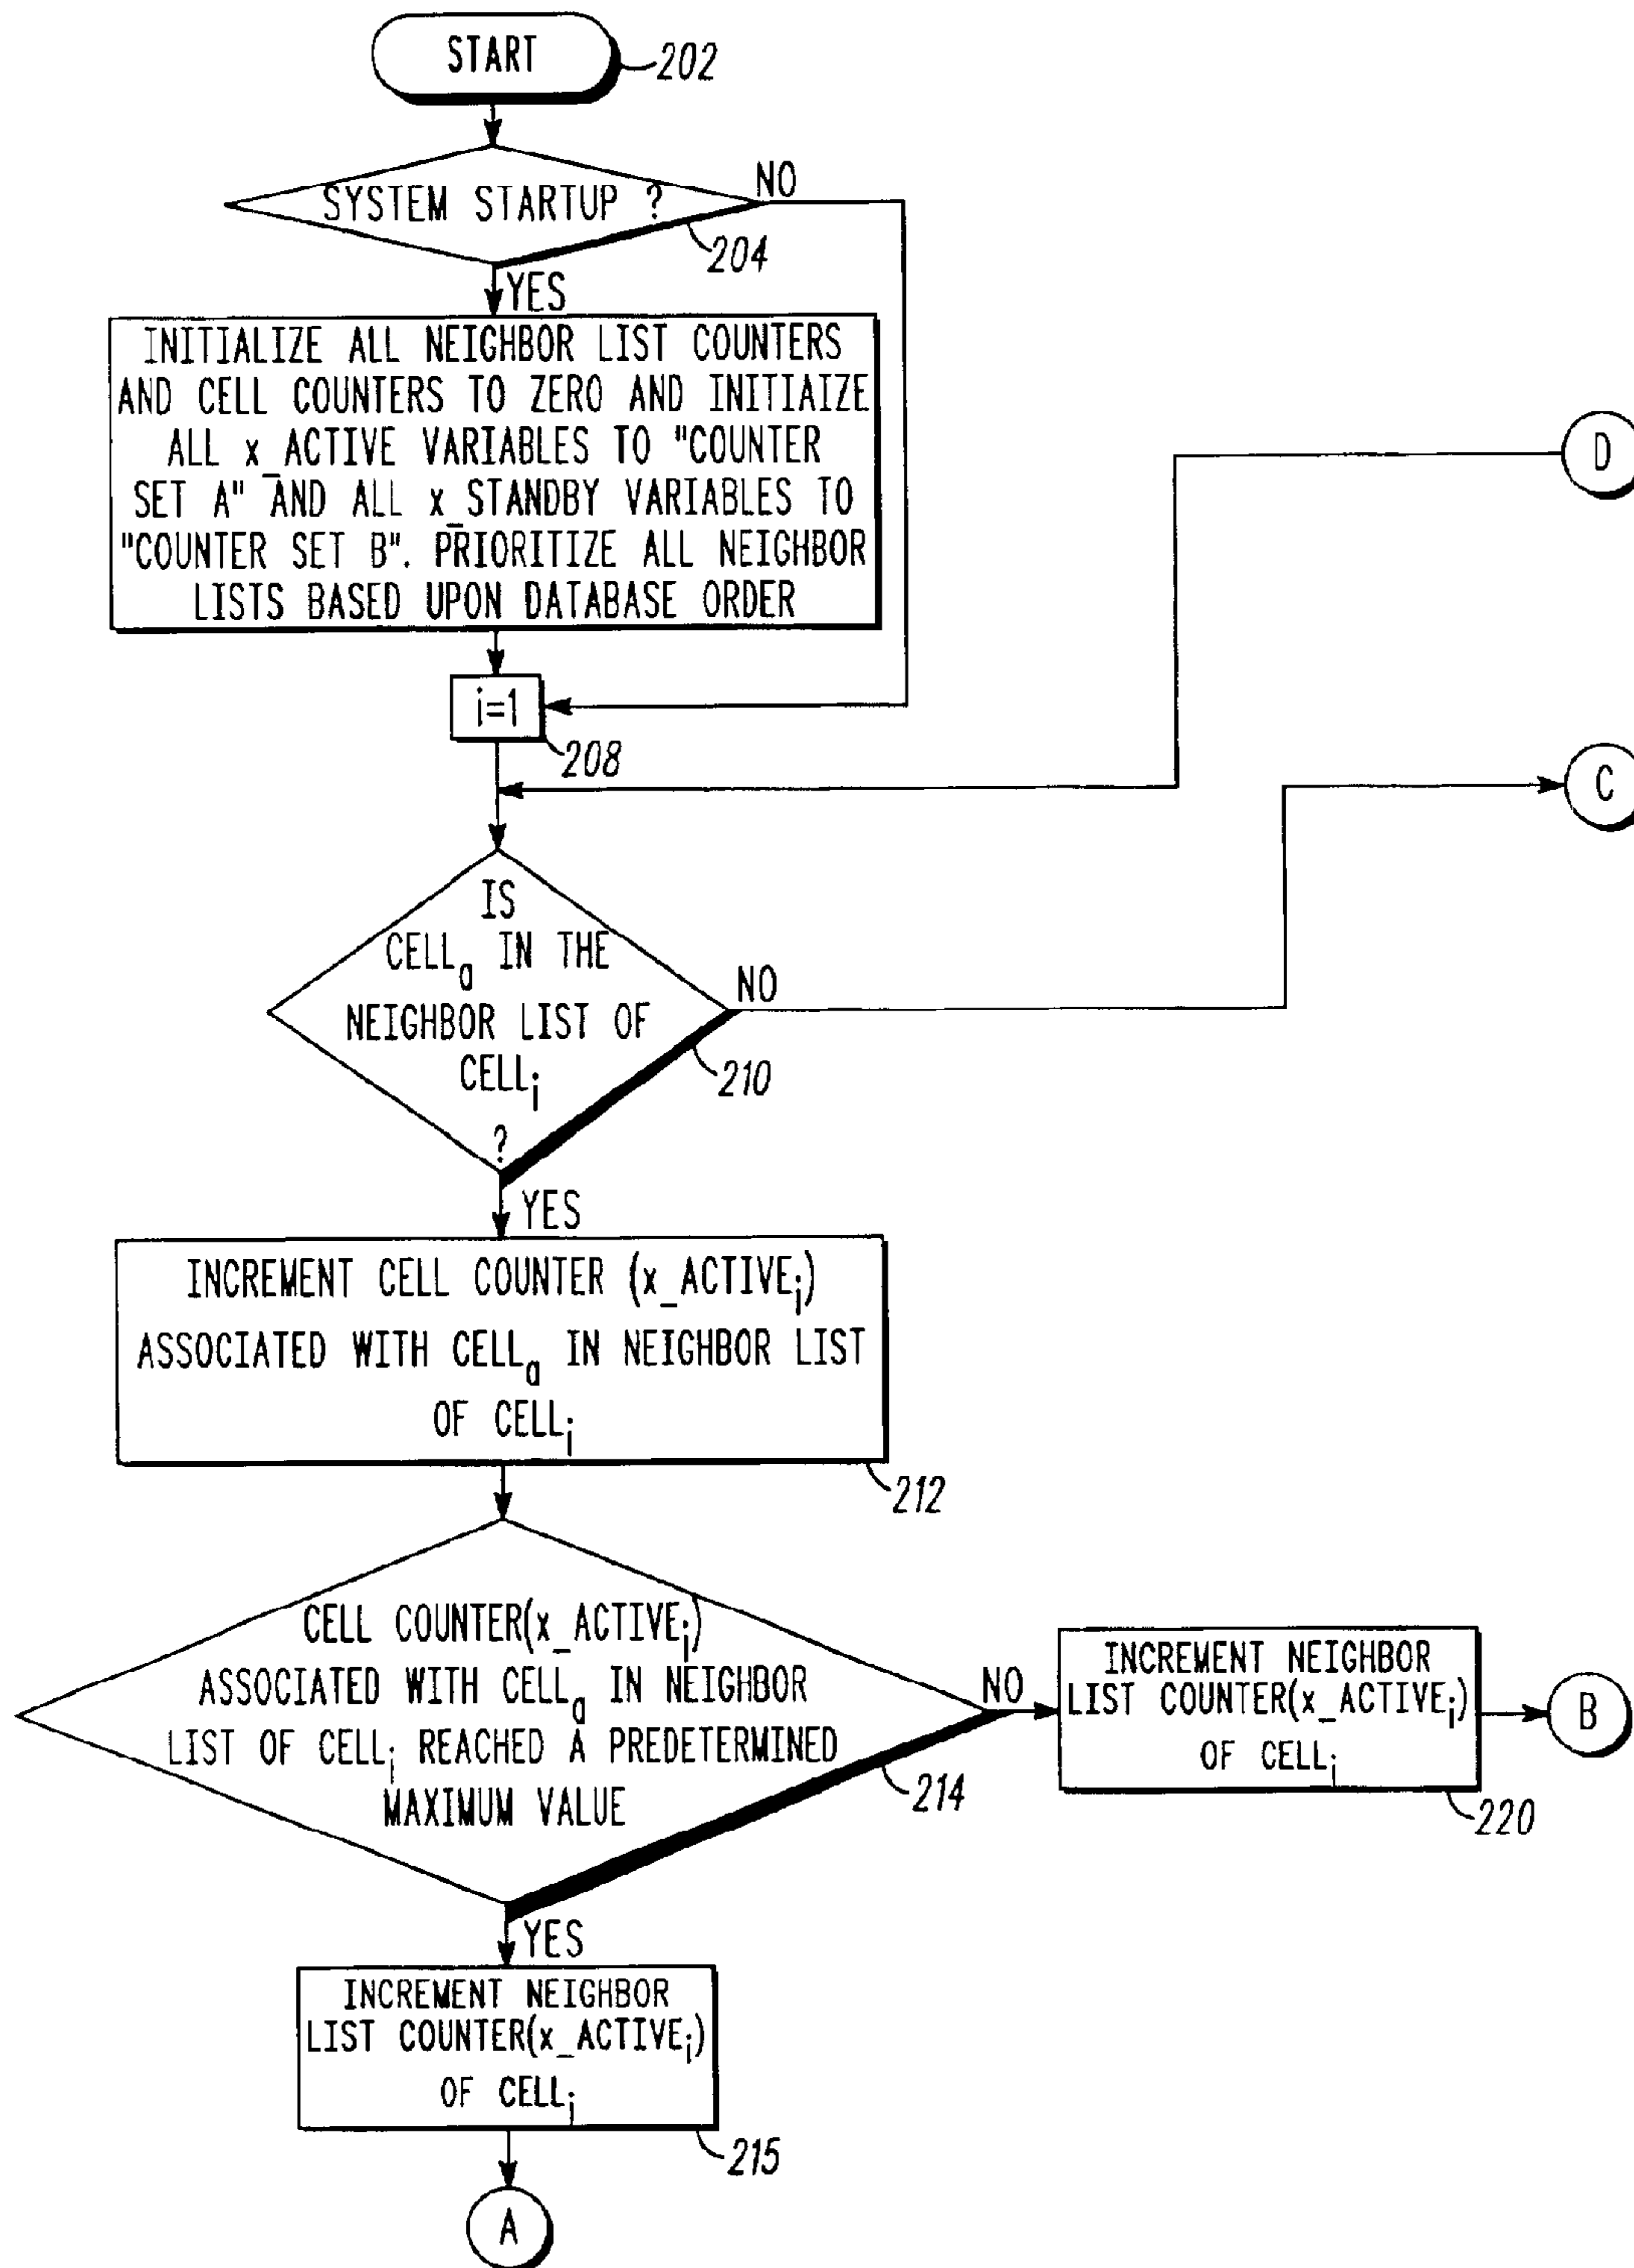 START
202
SYSTEM STARTUP ?
NO
204
YES
INITIALIZE ALL NEIGHBOR LIST COUNTERS
AND CELL COUNTERS TO ZERO AND INITIAIZE
ALL x_ACTIVE VARIABLES TO "COUNTER
SET A" AND ALL x_STANDBY VARIABLES TO
"COUNTER SET B". PRIORITIZE ALL NEIGHBOR
LISTS BASED UPON DATABASE ORDER
D
i=1
208
C
IS
CELLa IN THE
NEIGHBOR LIST OF
CELLi
?
NO
210
YES
INCREMENT CELL COUNTER (x_ACTIVEi)
ASSOCIATED WITH CELLa IN NEIGHBOR LIST
OF CELLi
212
CELL COUNTER(x_ACTIVEi)
ASSOCIATED WITH CELLa IN NEIGHBOR
LIST OF CELLi REACHED A PREDETERMINED
MAXIMUM VALUE
NO
214
INCREMENT NEIGHBOR
LIST COUNTER(x_ACTIVEi)
OF CELLi
220
B
YES
INCREMENT NEIGHBOR
LIST COUNTER(x_ACTIVEi)
OF CELLi
215
A